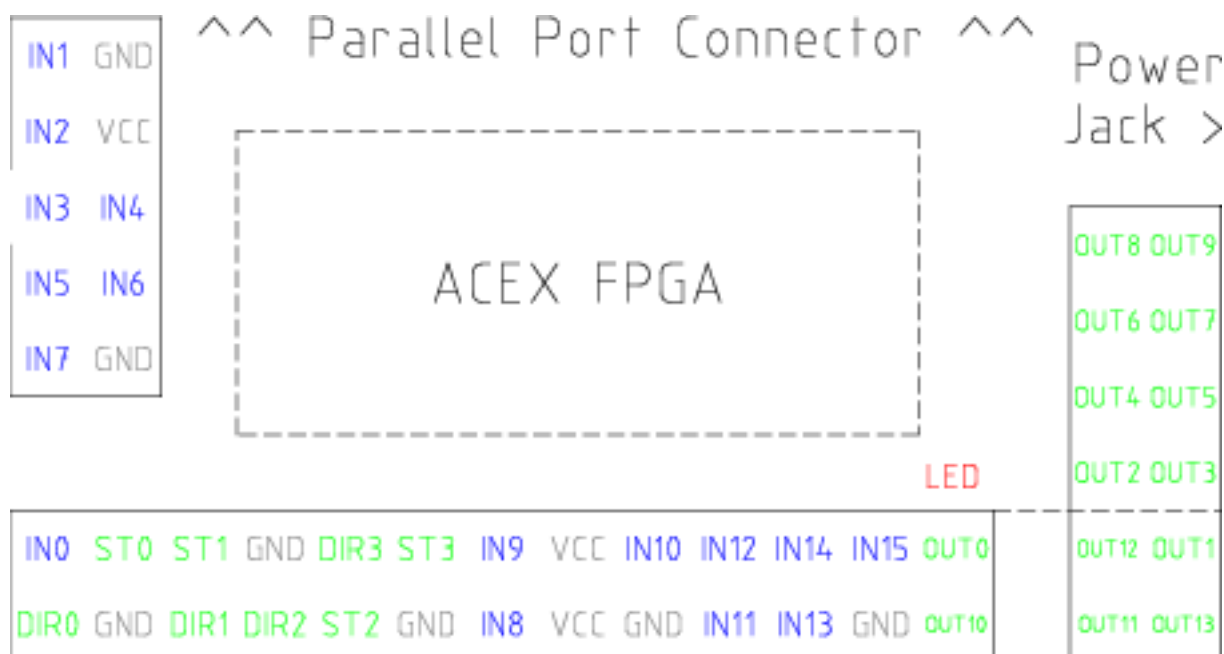 ^^ Parallel Port Connector ^^
Power
Jack >
IN1 GND
IN2 VCC
IN3 IN4
IN5 IN6
IN7 GND
ACEX FPGA
OUT8 OUT9
OUT6 OUT7
OUT4 OUT5
OUT2 OUT3
OUT12 OUT1
OUT11 OUT13
LED
IN0 ST0 ST1 GND DIR3 ST3 IN9 VCC IN10 IN12 IN14 IN15 OUT0
DIR0 GND DIR1 DIR2 ST2 GND IN8 VCC GND IN11 IN13 GND OUT10